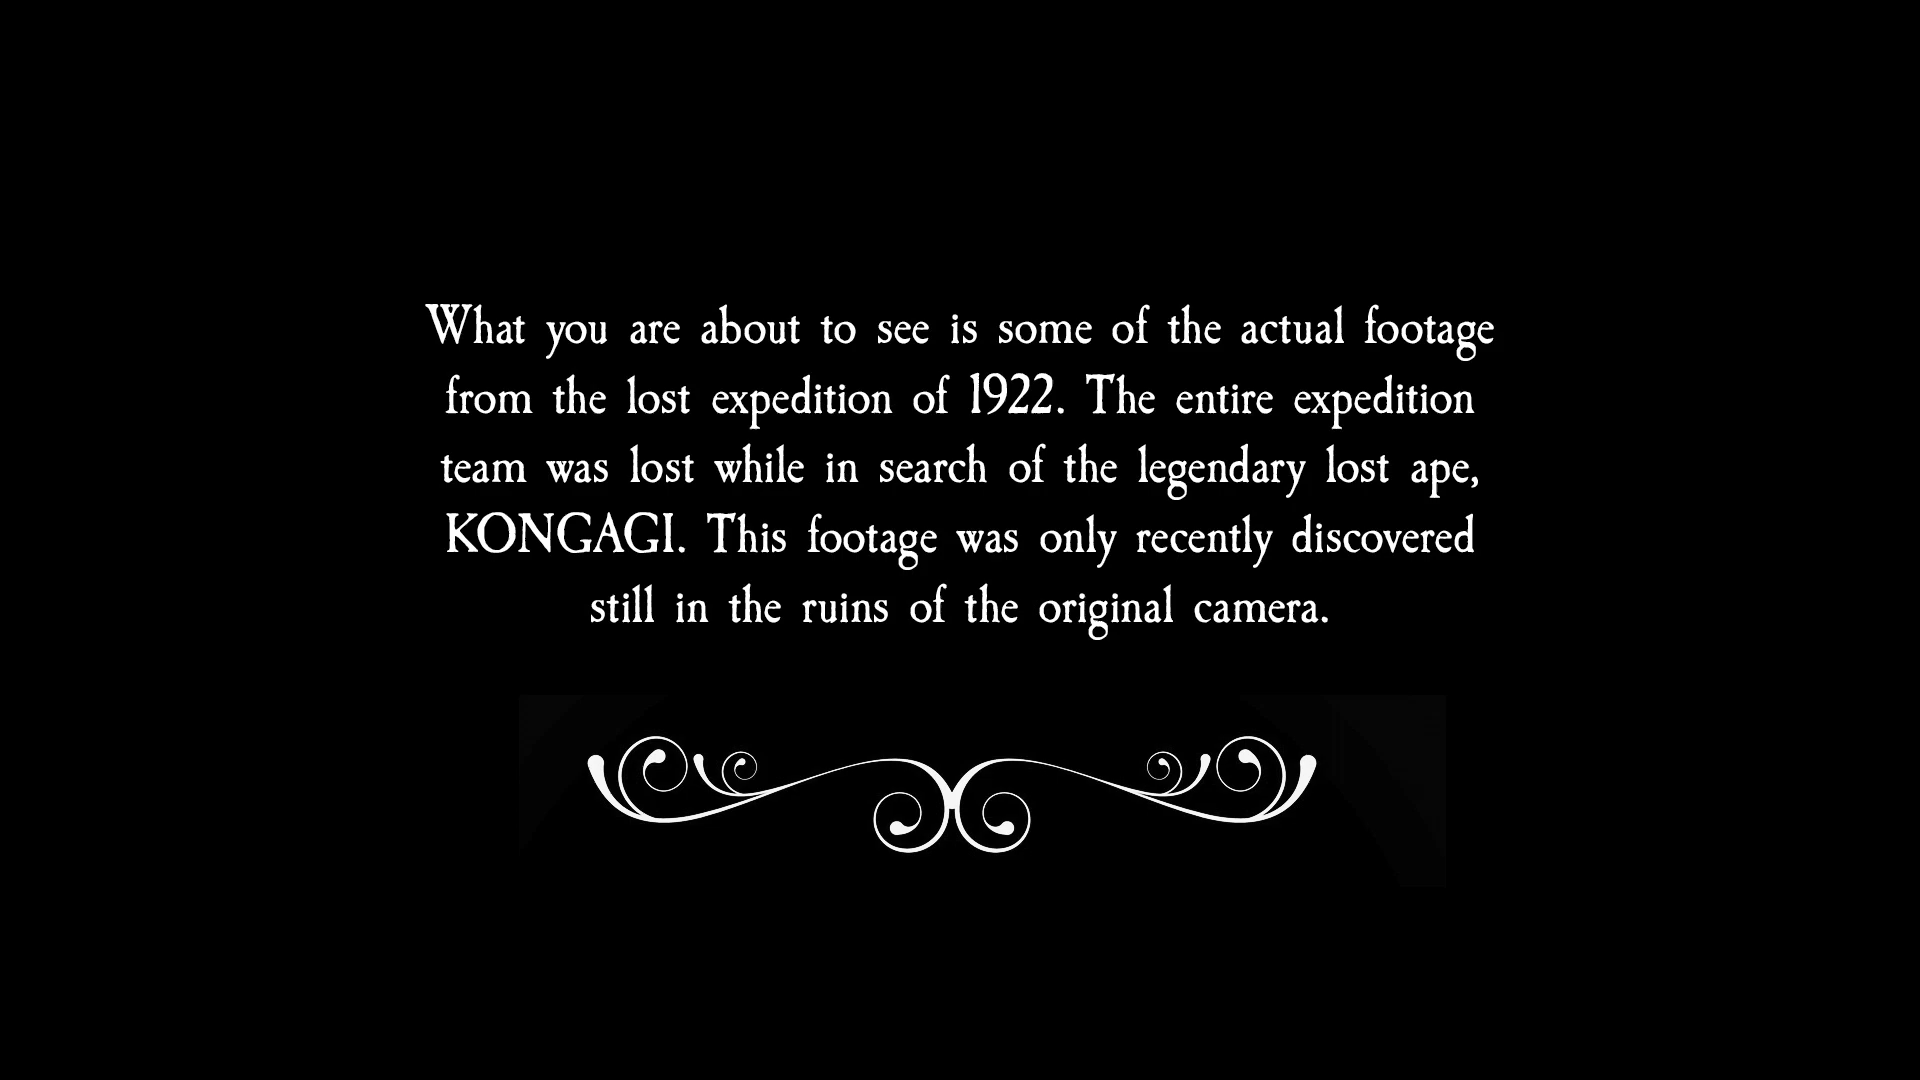 What you are about to see is some of the actual footage
from the lost expedition of 1922. The entire expedition
team was lost while in search of the legendary lost ape,
KONGAGI. This footage was only recently discovered
still in the ruins of the original camera.